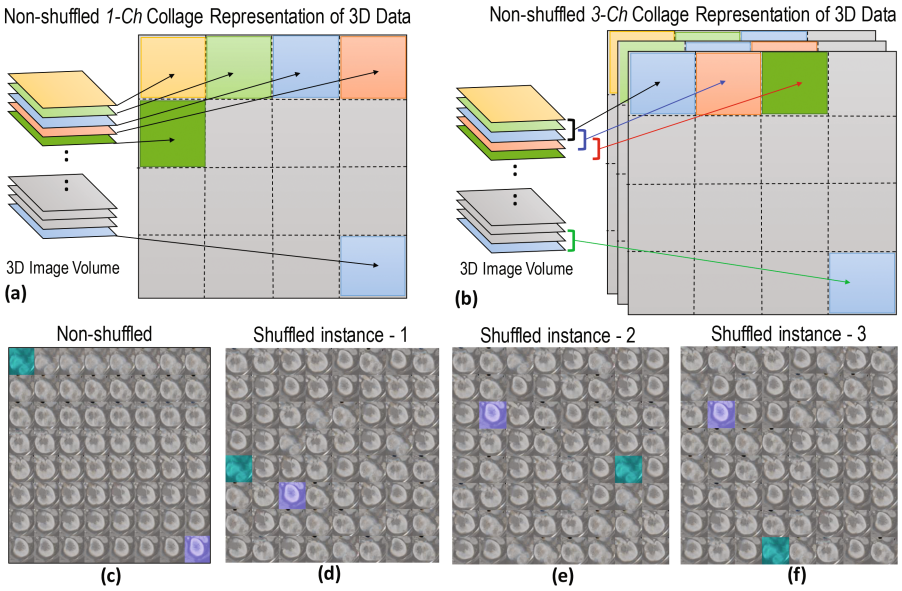 Non-shuffled 1-Ch Collage Representation of 3D Data
3D Image Volume
(a)
Non-shuffled 3-Ch Collage Representation of 3D Data
3D Image Volume
(b)
Non-shuffled
Shuffled instance - 1
Shuffled instance - 2
Shuffled instance - 3
(c)
(d)
(e)
(f)